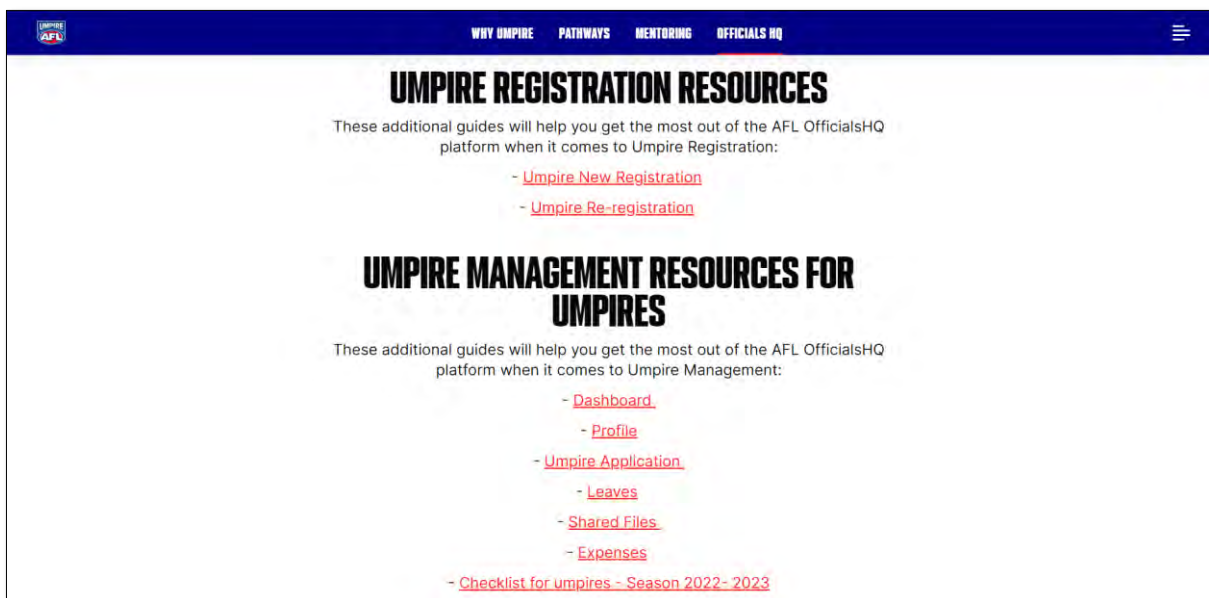 UMPIRE
AFL
WHY UMPIRE PATHWAYS MENTORING OFFICIALS HQ
UMPIRE REGISTRATION RESOURCES
These additional guides will help you get the most out of the AFL OfficialsHQ
platform when it comes to Umpire Registration:
- Umpire New Registration
- Umpire Re-registration
UMPIRE MANAGEMENT RESOURCES FOR
UMPIRES
These additional guides will help you get the most out of the AFL OfficialsHQ
platform when it comes to Umpire Management:
- Dashboard
- Profile
- Umpire Application
- Leaves
- Shared Files
- Expenses
- Checklist for umpires - Season 2022- 2023